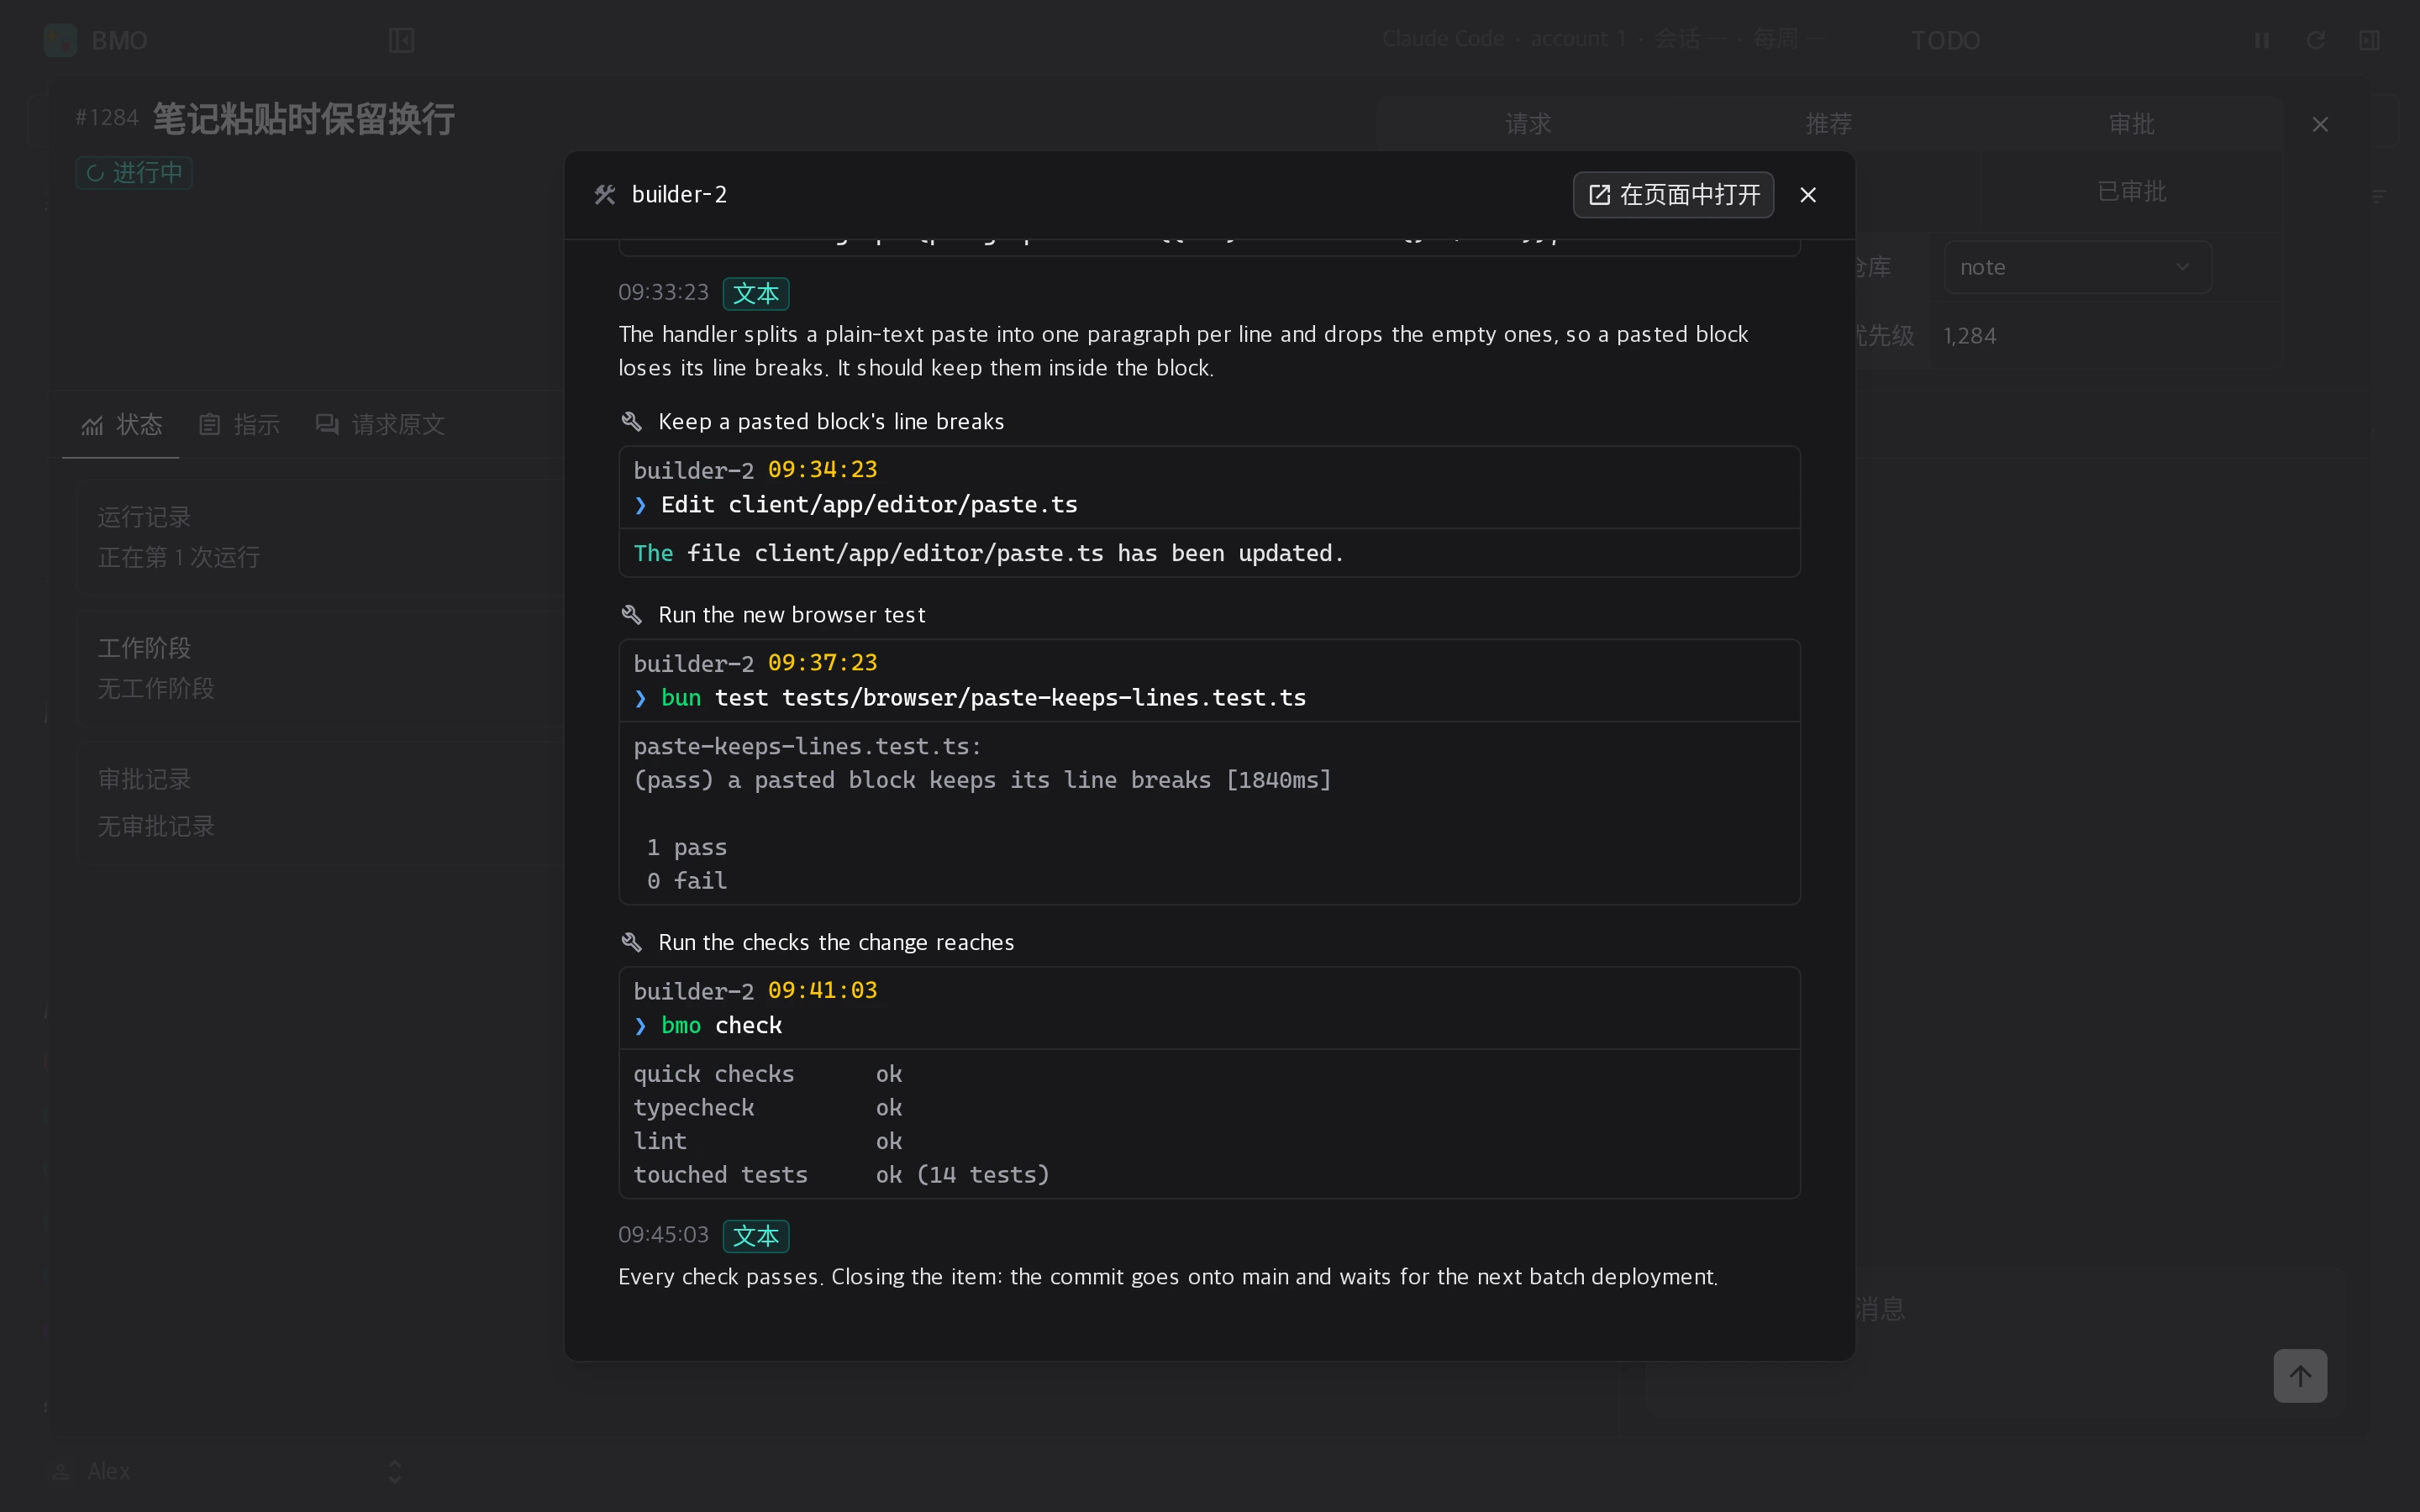 BMO
Claude Code · account 1 · 会话 — · 每周 —
TODO
#1284 笔记粘贴时保留换行
进行中
请求
推荐
审批
已审批
仓库
note
优先级
1,284
状态
指示
请求原文
运行记录
正在第 1 次运行
工作阶段
无工作阶段
审批记录
无审批记录
builder-2
在页面中打开
09:33:23 文本
The handler splits a plain-text paste into one paragraph per line and drops the empty ones, so a pasted block
loses its line breaks. It should keep them inside the block.
Keep a pasted block's line breaks
builder-2 09:34:23
❯ Edit client/app/editor/paste.ts
The file client/app/editor/paste.ts has been updated.
Run the new browser test
builder-2 09:37:23
❯ bun test tests/browser/paste-keeps-lines.test.ts
paste-keeps-lines.test.ts:
(pass) a pasted block keeps its line breaks [1840ms]
1 pass
0 fail
Run the checks the change reaches
builder-2 09:41:03
❯ bmo check
quick checks ok
typecheck ok
lint ok
touched tests ok (14 tests)
09:45:03 文本
Every check passes. Closing the item: the commit goes onto main and waits for the next batch deployment.
消息
Alex